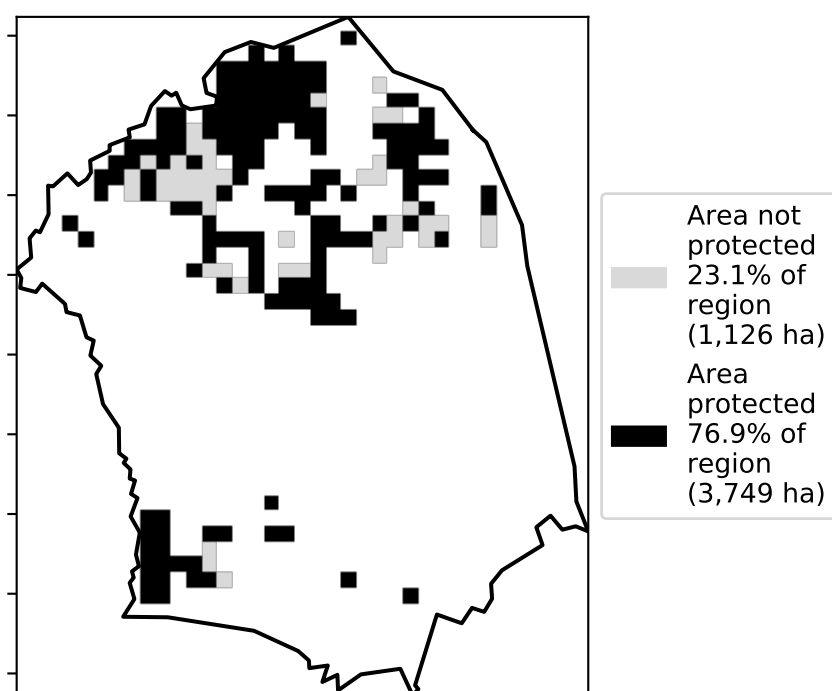 Area not
protected
23.1% of
region
(1,126 ha)
Area
protected
76.9% of
region
(3,749 ha)